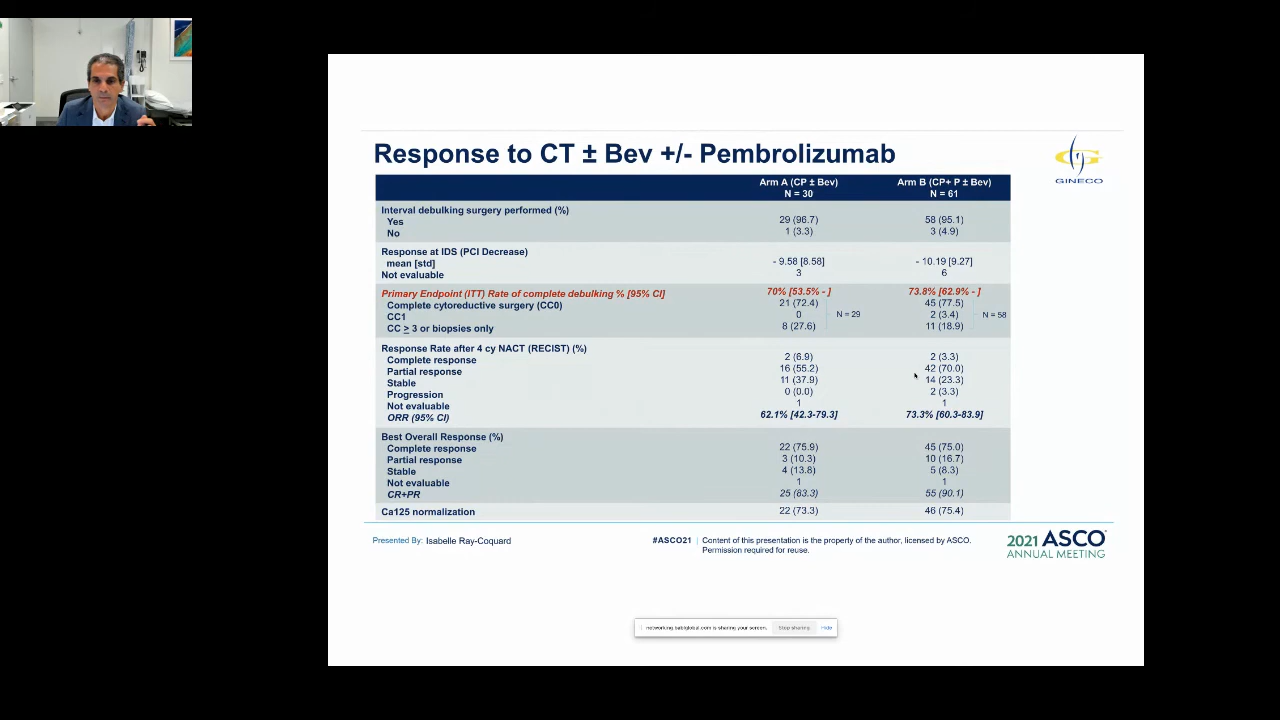 Response to CT ± Bev +/- Pembrolizumab
GINECO
Arm A (CP ± Bev) N = 30
Arm B (CP+ P ± Bev) N = 61
Interval debulking surgery performed (%)
Yes 29 (96.7) 58 (95.1)
No 1 (3.3) 3 (4.9)
Response at IDS (PCI Decrease)
mean [std] - 9.58 [8.58] - 10.19 [9.27]
Not evaluable 3 6
Primary Endpoint (ITT) Rate of complete debulking % [95% CI] 70% [53.5% - ] 73.8% [62.9% - ]
Complete cytoreductive surgery (CC0) 21 (72.4) 45 (77.5)
CC1 0 N = 29 2 (3.4) N = 58
CC ≥ 3 or biopsies only 8 (27.6) 11 (18.9)
Response Rate after 4 cy NACT (RECIST) (%)
Complete response 2 (6.9) 2 (3.3)
Partial response 16 (55.2) 42 (70.0)
Stable 11 (37.9) 14 (23.3)
Progression 0 (0.0) 2 (3.3)
Not evaluable 1 1
ORR (95% CI) 62.1% [42.3-79.3] 73.3% [60.3-83.9]
Best Overall Response (%)
Complete response 22 (75.9) 45 (75.0)
Partial response 3 (10.3) 10 (16.7)
Stable 4 (13.8) 5 (8.3)
Not evaluable 1 1
CR+PR 25 (83.3) 55 (90.1)
Ca125 normalization 22 (73.3) 46 (75.4)
Presented By: Isabelle Ray-Coquard
#ASCO21 | Content of this presentation is the property of the author, licensed by ASCO.
Permission required for reuse.
2021 ASCO
ANNUAL MEETING
networking.babtglobal.com is sharing your screen. Stop sharing Hide